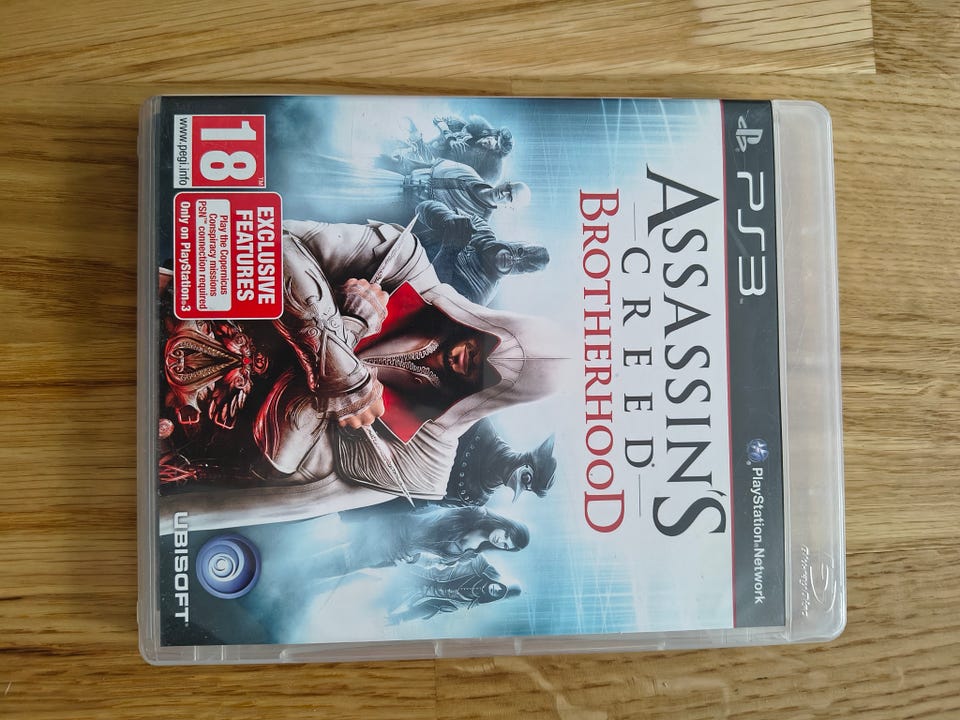 PS3
PlayStation®Network
ASSASSIN'S
CREED
BROTHERHOOD
18
www.pegi.info
EXCLUSIVE
FEATURES
Play the Copernicus
Conspiracy missions
PSN™ connection required
Only on PlayStation®3
UBISOFT